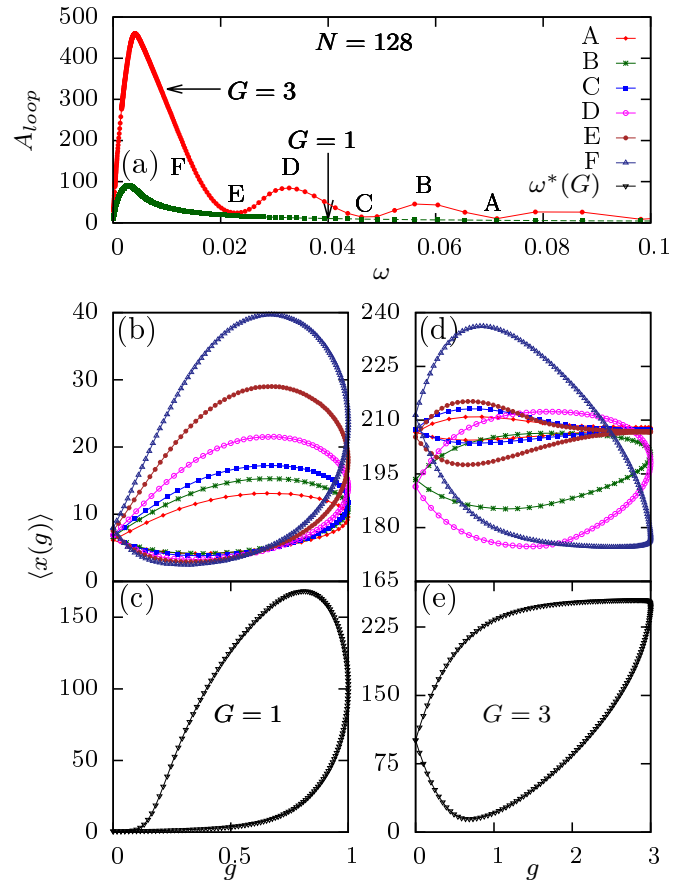 500
400
300
200
100
0
A_loop
N = 128
G = 3
G = 1
(a)
F
E
D
C
B
A
A
B
C
D
E
F
ω*(G)
0 0.02 0.04 0.06 0.08 0.1
ω
(b)
40
30
20
10
0
(d)
240
225
210
195
180
165
⟨x(g)⟩
(c)
150
100
50
0
G = 1
0 0.5 1
g
(e)
225
150
75
0
G = 3
0 1 2 3
g